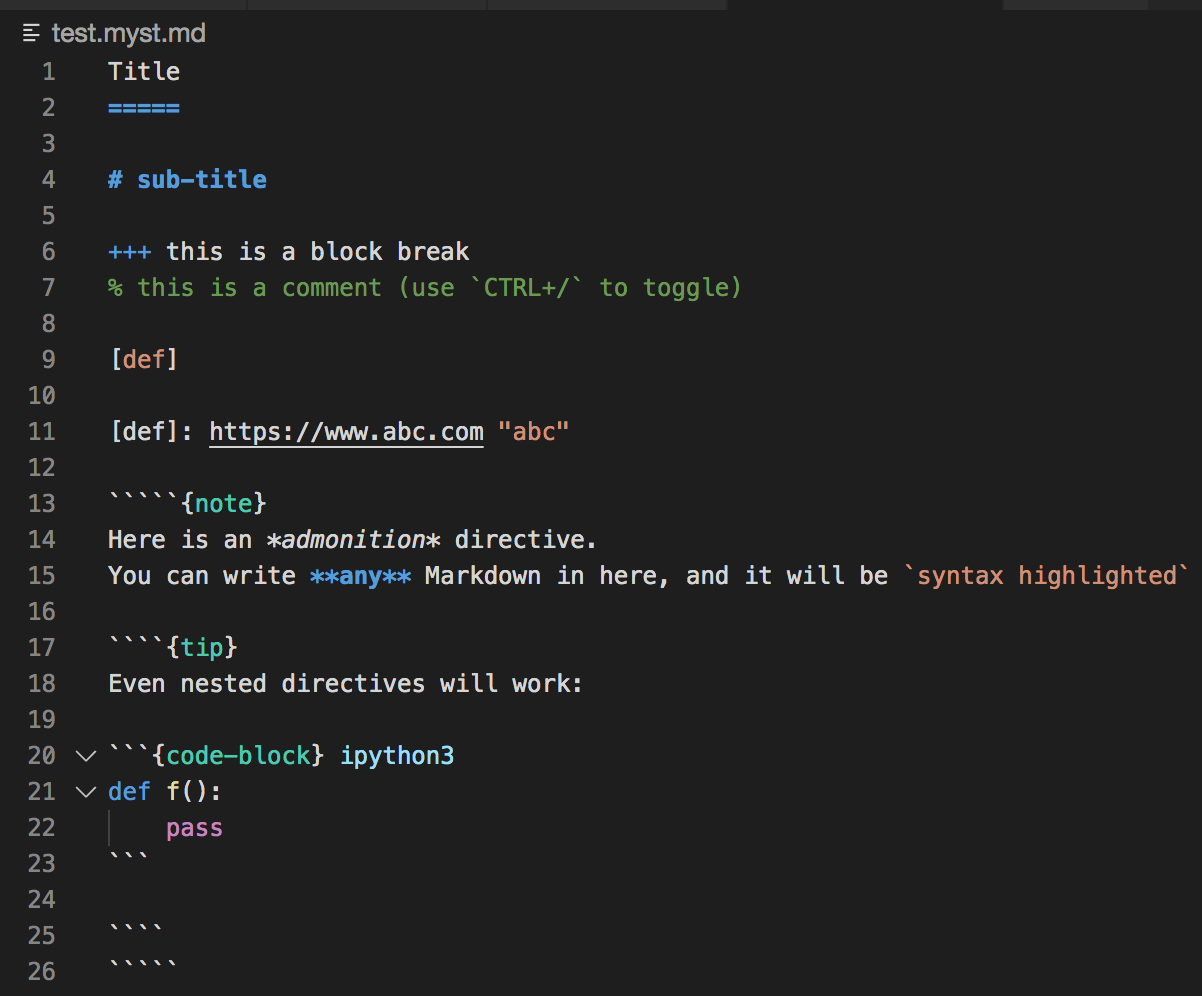 test.myst.md
1 Title
2 =====
3
4 # sub-title
5
6 +++ this is a block break
7 % this is a comment (use `CTRL+/` to toggle)
8
9 [def]
10
11 [def]: https://www.abc.com "abc"
12
13 `````{note}
14 Here is an *admonition* directive.
15 You can write **any** Markdown in here, and it will be `syntax highlighted`
16
17 ````{tip}
18 Even nested directives will work:
19
20 ```{code-block} ipython3
21 def f():
22     pass
23 ```
24
25 ````
26 `````